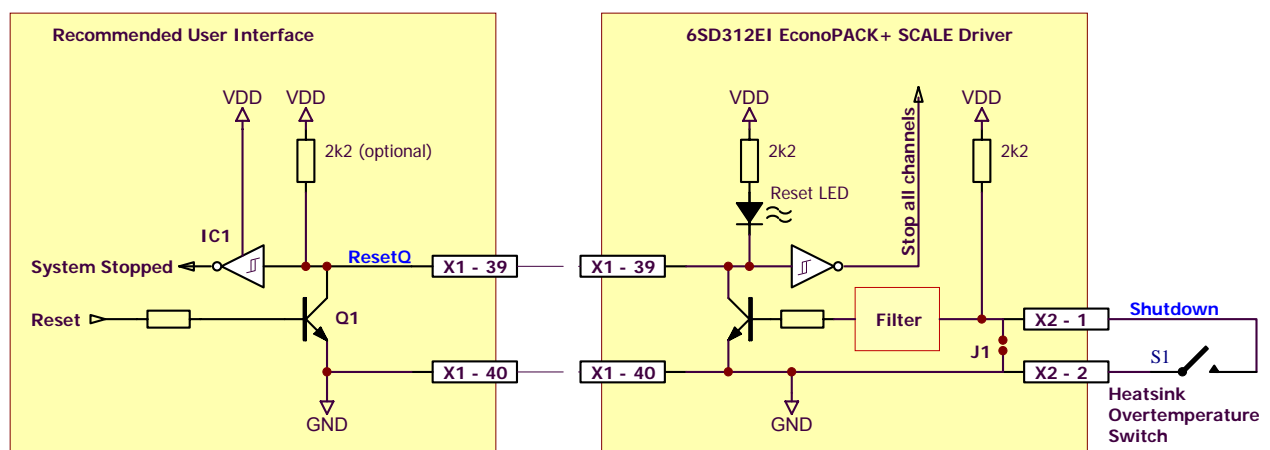 Recommended User Interface
6SD312EI EconoPACK+ SCALE Driver
VDD
VDD
2k2 (optional)
IC1
System Stopped
ResetQ
X1 - 39
Reset
Q1
X1 - 40
GND
VDD
2k2
Reset LED
Stop all channels
VDD
2k2
X1 - 39
Filter
J1
X2 - 1
Shutdown
S1
X1 - 40
X2 - 2
GND
Heatsink
Overtemperature
Switch